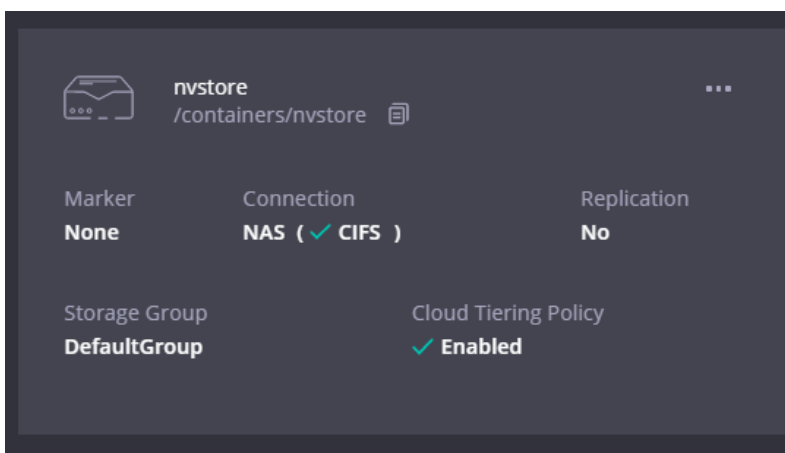 nvstore
/containers/nvstore
Marker Connection Replication
None NAS ( ✓ CIFS ) No
Storage Group Cloud Tiering Policy
DefaultGroup ✓ Enabled